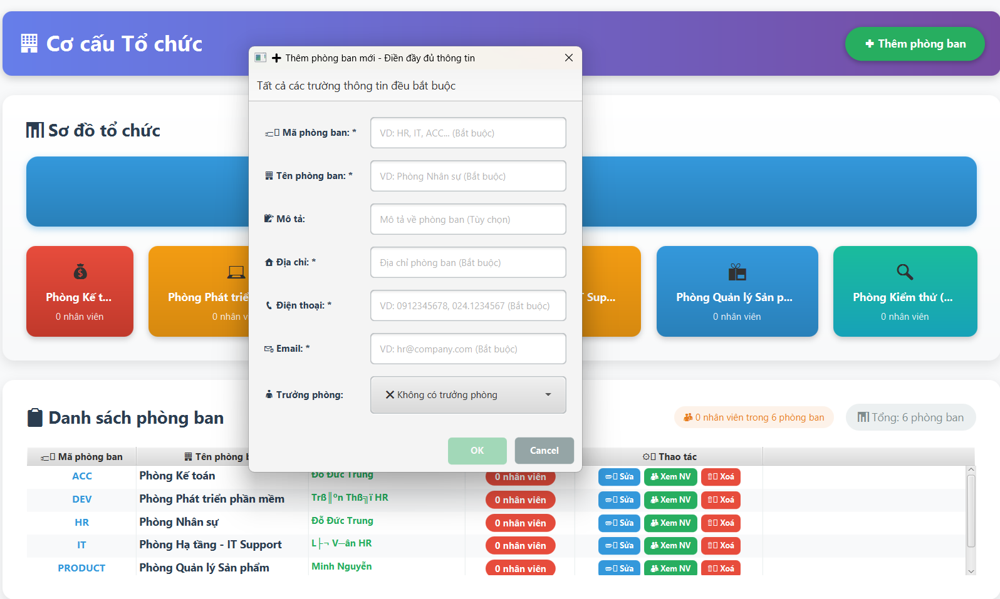 Cơ cấu Tổ chức
Thêm phòng ban
Thêm phòng ban mới - Điền đầy đủ thông tin
Tất cả các trường thông tin đều bắt buộc
Mã phòng ban: *
VD: HR, IT, ACC... (Bắt buộc)
Tên phòng ban: *
VD: Phòng Nhân sự (Bắt buộc)
Mô tả:
Mô tả về phòng ban (Tùy chọn)
Địa chỉ: *
Địa chỉ phòng ban (Bắt buộc)
Điện thoại: *
VD: 0912345678, 024.1234567 (Bắt buộc)
Email: *
VD: hr@company.com (Bắt buộc)
Trưởng phòng:
Không có trưởng phòng
OK
Cancel
Sơ đồ tổ chức
Phòng Kế t...
0 nhân viên
Phòng Phát triể
0 nhân v
Sup...
Phòng Quản lý Sản p...
0 nhân viên
Phòng Kiểm thử (...
0 nhân viên
Danh sách phòng ban
0 nhân viên trong 6 phòng ban
Tổng: 6 phòng ban
Mã phòng ban Tên phòng b Thao tác
ACC Phòng Kế toán Đỗ Đức Trung 0 nhân viên Sửa Xem NV Xoá
DEV Phòng Phát triển phần mềm Trß║ºn Thß╗ï HR 0 nhân viên Sửa Xem NV Xoá
HR Phòng Nhân sự Đỗ Đức Trung 0 nhân viên Sửa Xem NV Xoá
IT Phòng Hạ tầng - IT Support L├¬ V─ân HR 0 nhân viên Sửa Xem NV Xoá
PRODUCT Phòng Quản lý Sản phẩm Minh Nguyễn 0 nhân viên Sửa Xem NV Xoá